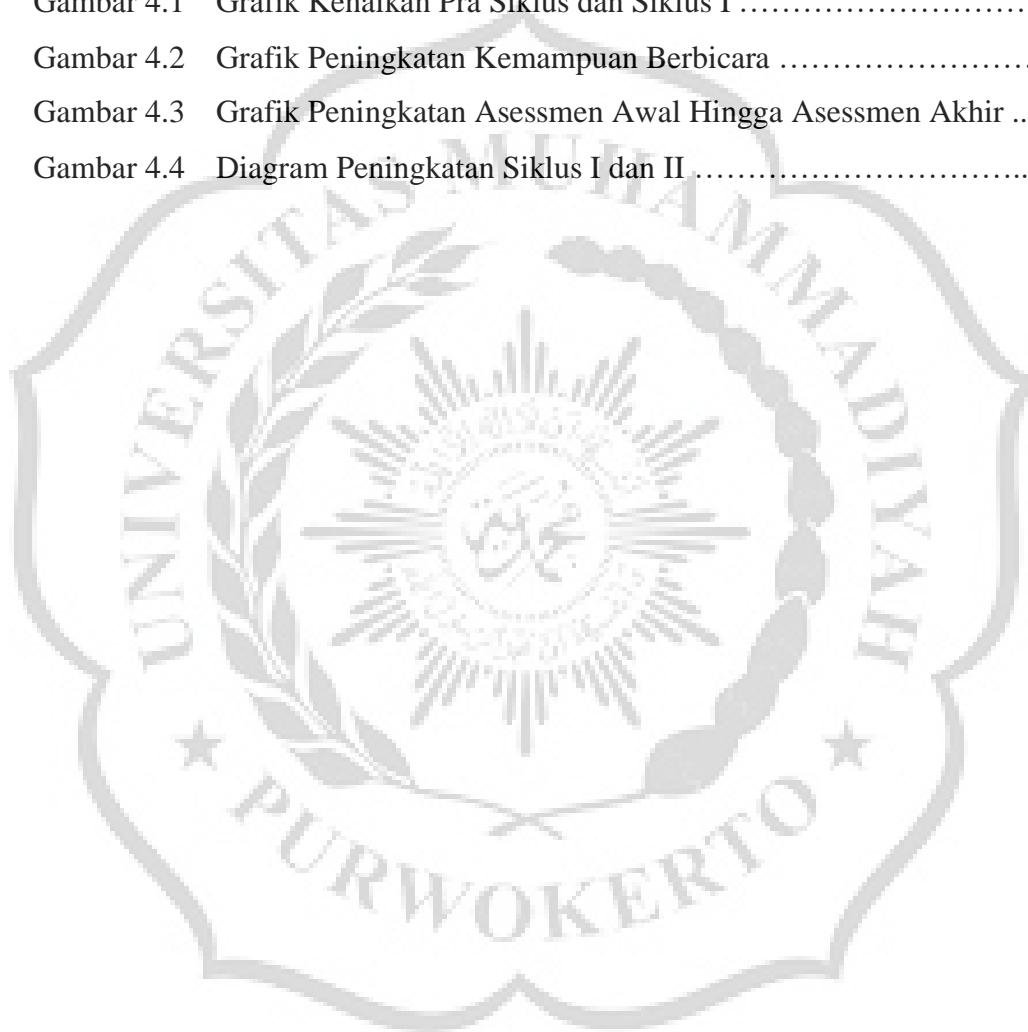 Gambar 4.1 Grafik Kenaikan Pra Siklus dan Siklus I ……………………………
Gambar 4.2 Grafik Peningkatan Kemampuan Berbicara ……………………….
Gambar 4.3 Grafik Peningkatan Asessmen Awal Hingga Asessmen Akhir ..
Gambar 4.4 Diagram Peningkatan Siklus I dan II ………………………………..
UNIVERSITAS MUHAMMADIYAH
PURWOKERTO